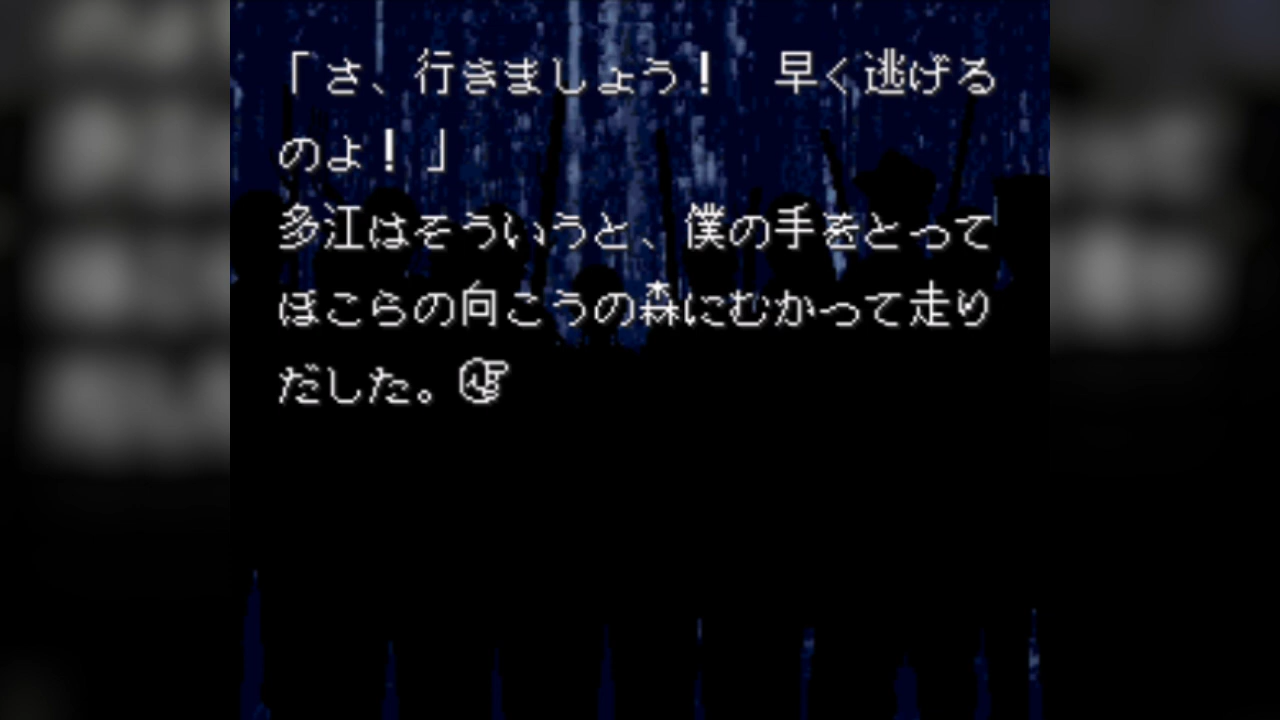 「さ、行きましょう！　早く逃げる
のよ！」
多江はそういうと、僕の手をとって
ほこらの向こうの森にむかって走り
だした。